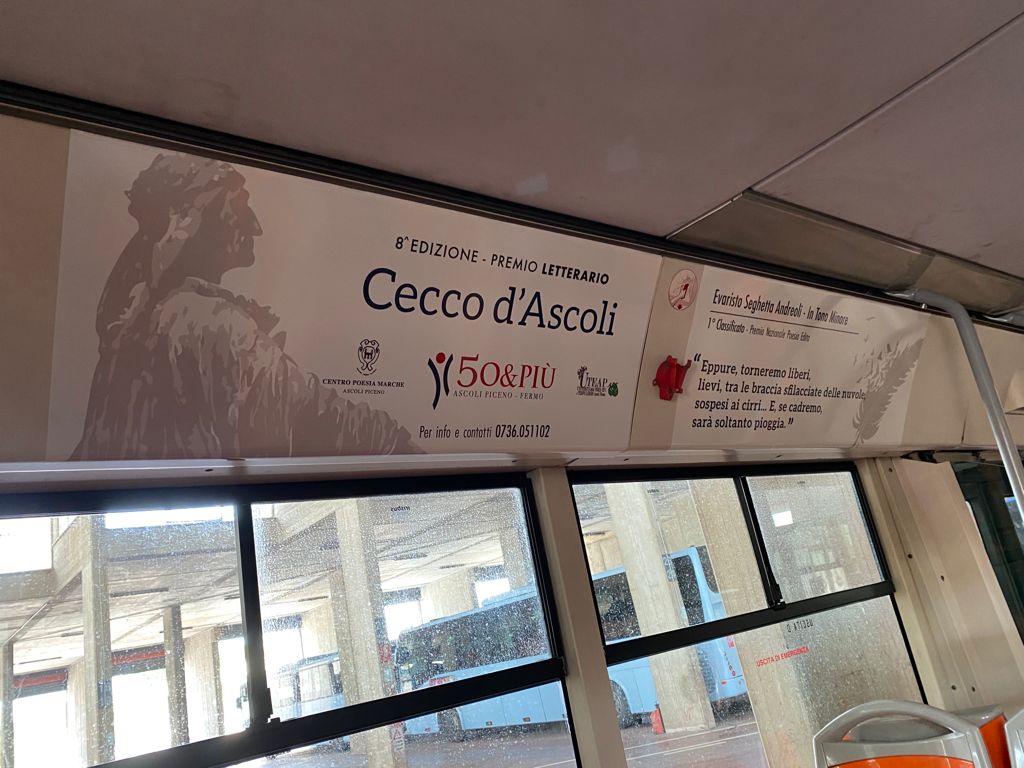 8^EDIZIONE - PREMIO LETTERARIO
Cecco d'Ascoli
CENTRO POESIA MARCHE
ASCOLI PICENO
50&PIÙ
ASCOLI PICENO - FERMO
UTEAP
Per info e contatti 0736.051102
Evaristo Seghetta Andreoli - In Tono Minore
1° Classificato - Premio Nazionale Poesia Edita
“Eppure, torneremo liberi,
lievi, tra le braccia sfilacciate delle nuvole,
sospesi ai cirri... E, se cadremo,
sarà soltanto pioggia.”
USCITA DI EMERGENZA